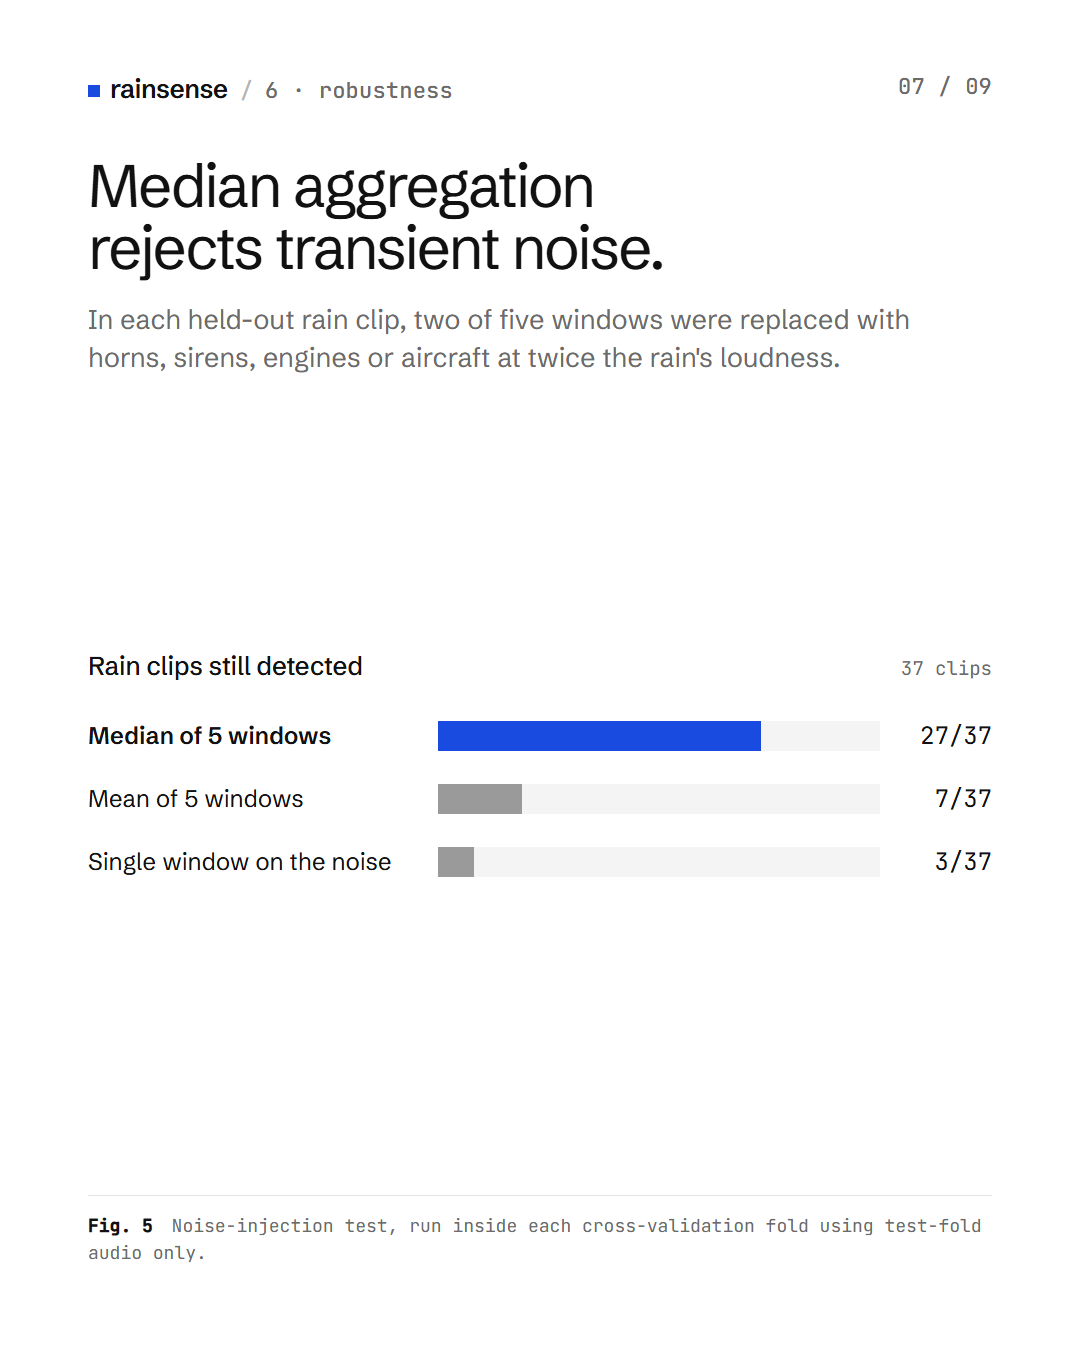 rainsense / 6 · robustness
07 / 09
Median aggregation
rejects transient noise.
In each held-out rain clip, two of five windows were replaced with
horns, sirens, engines or aircraft at twice the rain's loudness.
Rain clips still detected
37 clips
Median of 5 windows 27/37
Mean of 5 windows 7/37
Single window on the noise 3/37
Fig. 5 Noise-injection test, run inside each cross-validation fold using test-fold
audio only.